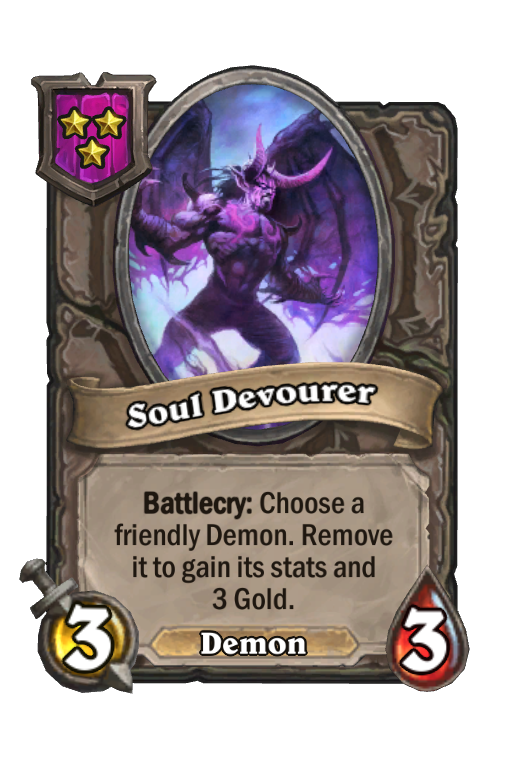 Soul Devourer
Battlecry: Choose a
friendly Demon. Remove
it to gain its stats and
3 Gold.
3
Demon
3